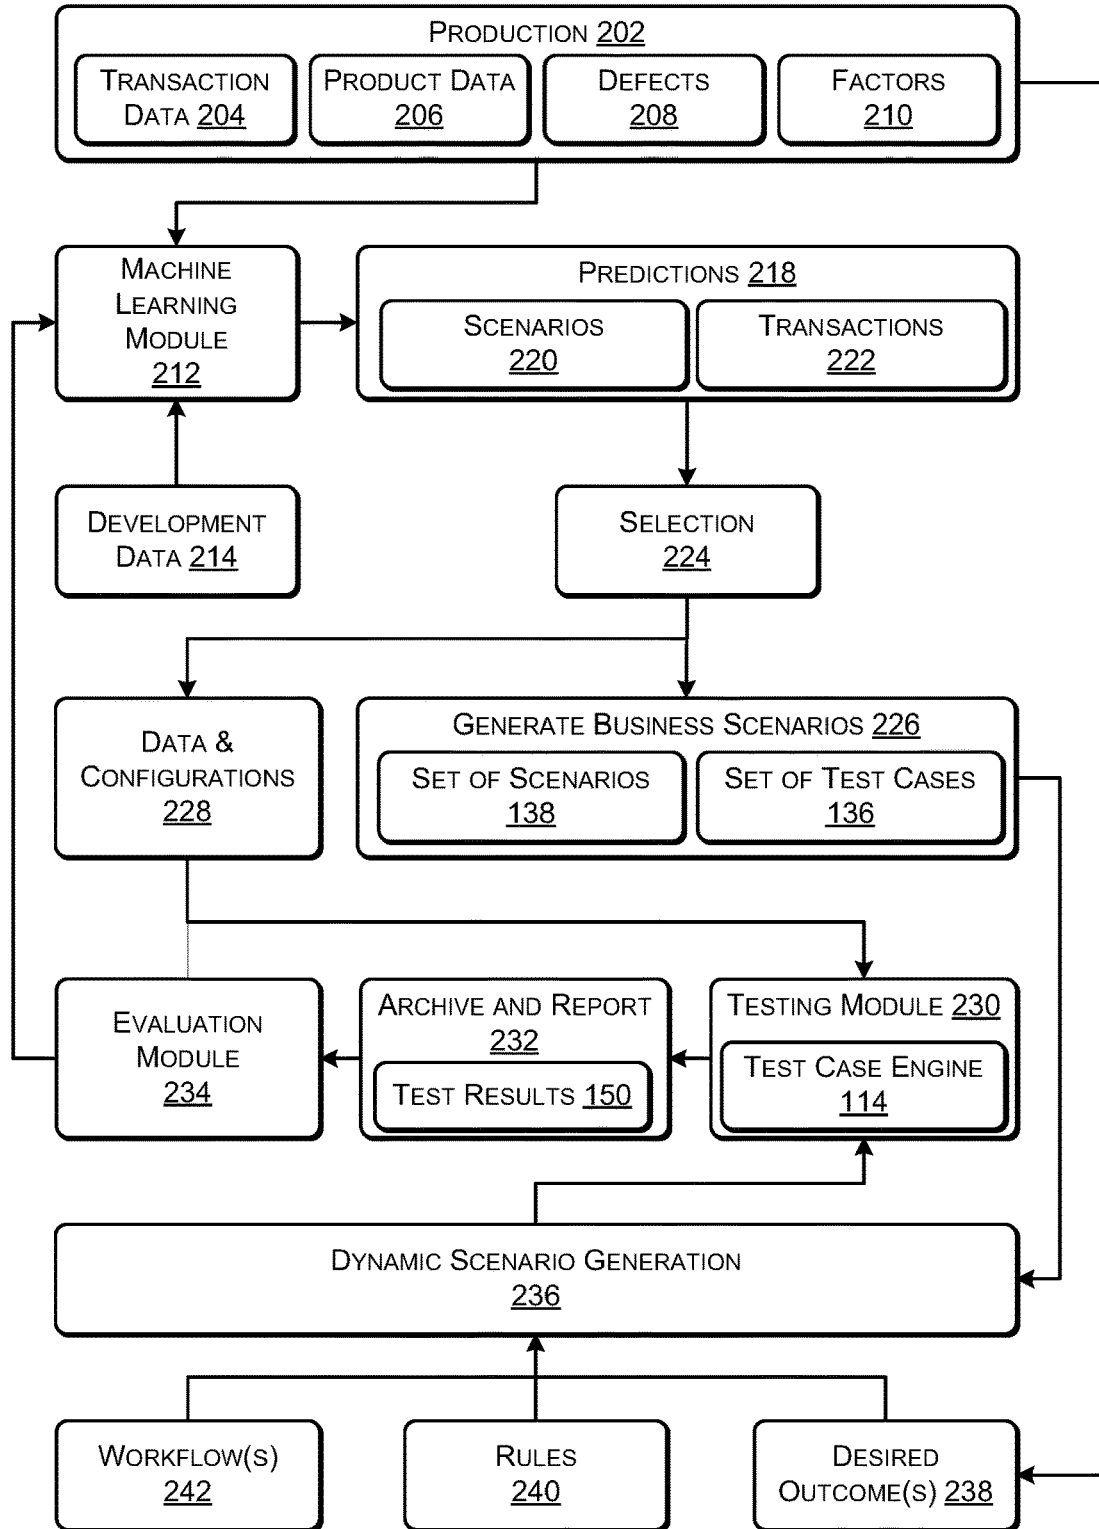 PRODUCTION 202
TRANSACTION
DATA 204
PRODUCT DATA
206
DEFECTS
208
FACTORS
210
MACHINE
LEARNING
MODULE
212
PREDICTIONS 218
SCENARIOS
220
TRANSACTIONS
222
DEVELOPMENT
DATA 214
SELECTION
224
DATA &
CONFIGURATIONS
228
GENERATE BUSINESS SCENARIOS 226
SET OF SCENARIOS
138
SET OF TEST CASES
136
EVALUATION
MODULE
234
ARCHIVE AND REPORT
232
TEST RESULTS 150
TESTING MODULE 230
TEST CASE ENGINE
114
DYNAMIC SCENARIO GENERATION
236
WORKFLOW(S)
242
RULES
240
DESIRED
OUTCOME(S) 238